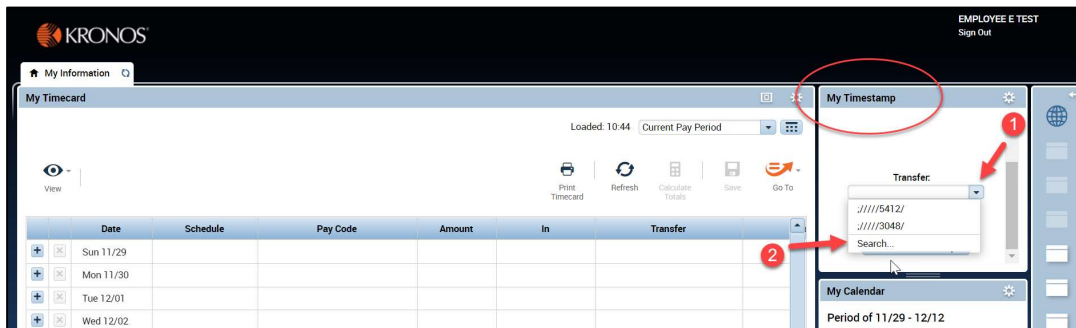 KRONOS
EMPLOYEE E TEST
Sign Out
My Information
My Timecard
My Timestamp
1
Loaded: 10:44 Current Pay Period
Transfer:
View
Print Timecard
Refresh
Calculate Totals
Save
Go To
;/////5412/
;/////3048/
Search...
2
Date Schedule Pay Code Amount In Transfer
Sun 11/29
Mon 11/30
Tue 12/01
Wed 12/02
My Calendar
Period of 11/29 - 12/12